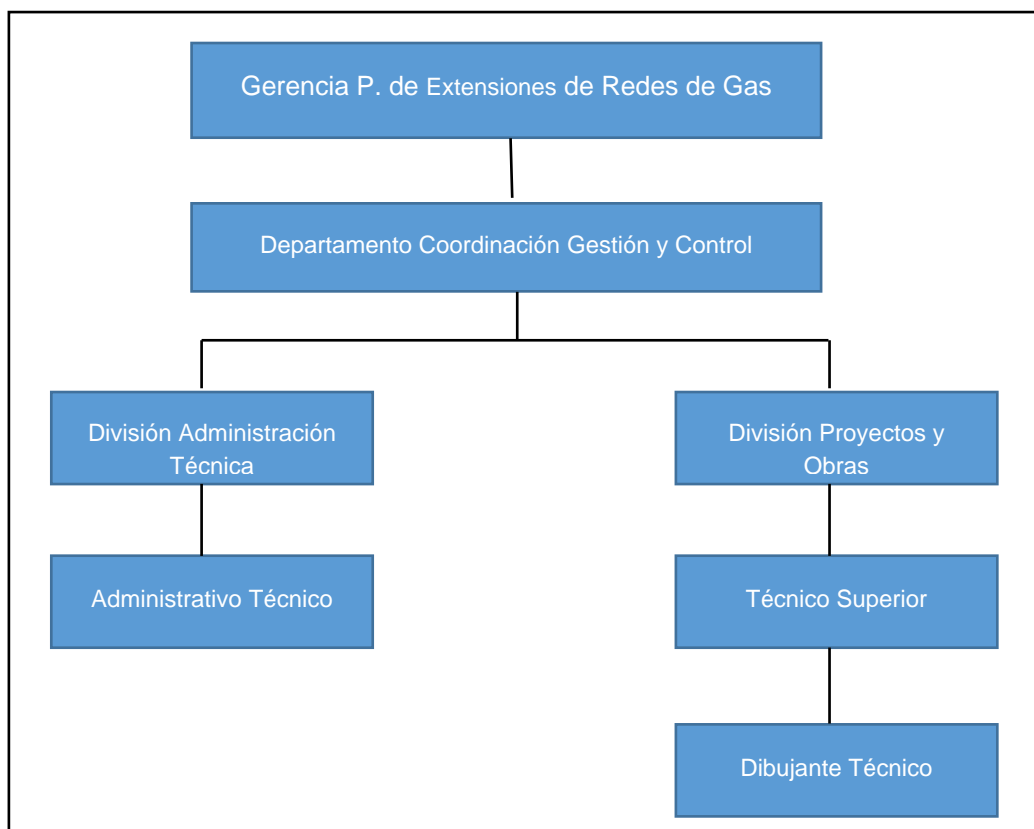 Gerencia P. de Extensiones de Redes de Gas
Departamento Coordinación Gestión y Control
División Administración
Técnica
División Proyectos y
Obras
Administrativo Técnico
Técnico Superior
Dibujante Técnico